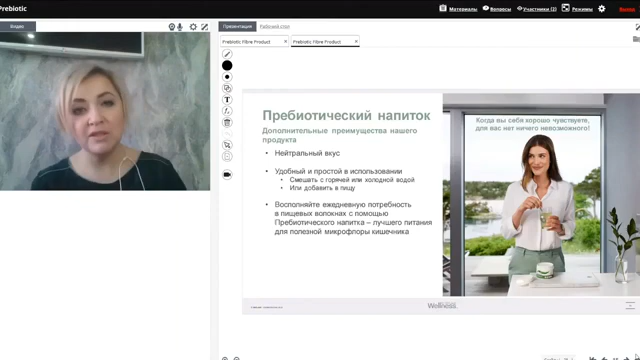 Prebiotic
Материалы
Вопросы
Участники (2)
Режимы
Выйти
Видео
Презентация
Рабочий стол
Prebiotic Fibre Product
Prebiotic Fibre Product
Пребиотический напиток
Дополнительные преимущества нашего
продукта
• Нейтральный вкус
• Удобный и простой в использовании
• Смешать с горячей или холодной водой
• Или добавить в пищу
• Восполняйте ежедневную потребность
в пищевых волокнах с помощью
Пребиотического напитка – лучшего питания
для полезной микрофлоры кишечника
Когда вы себя хорошо чувствуете,
для вас нет ничего невозможного!
Wellness